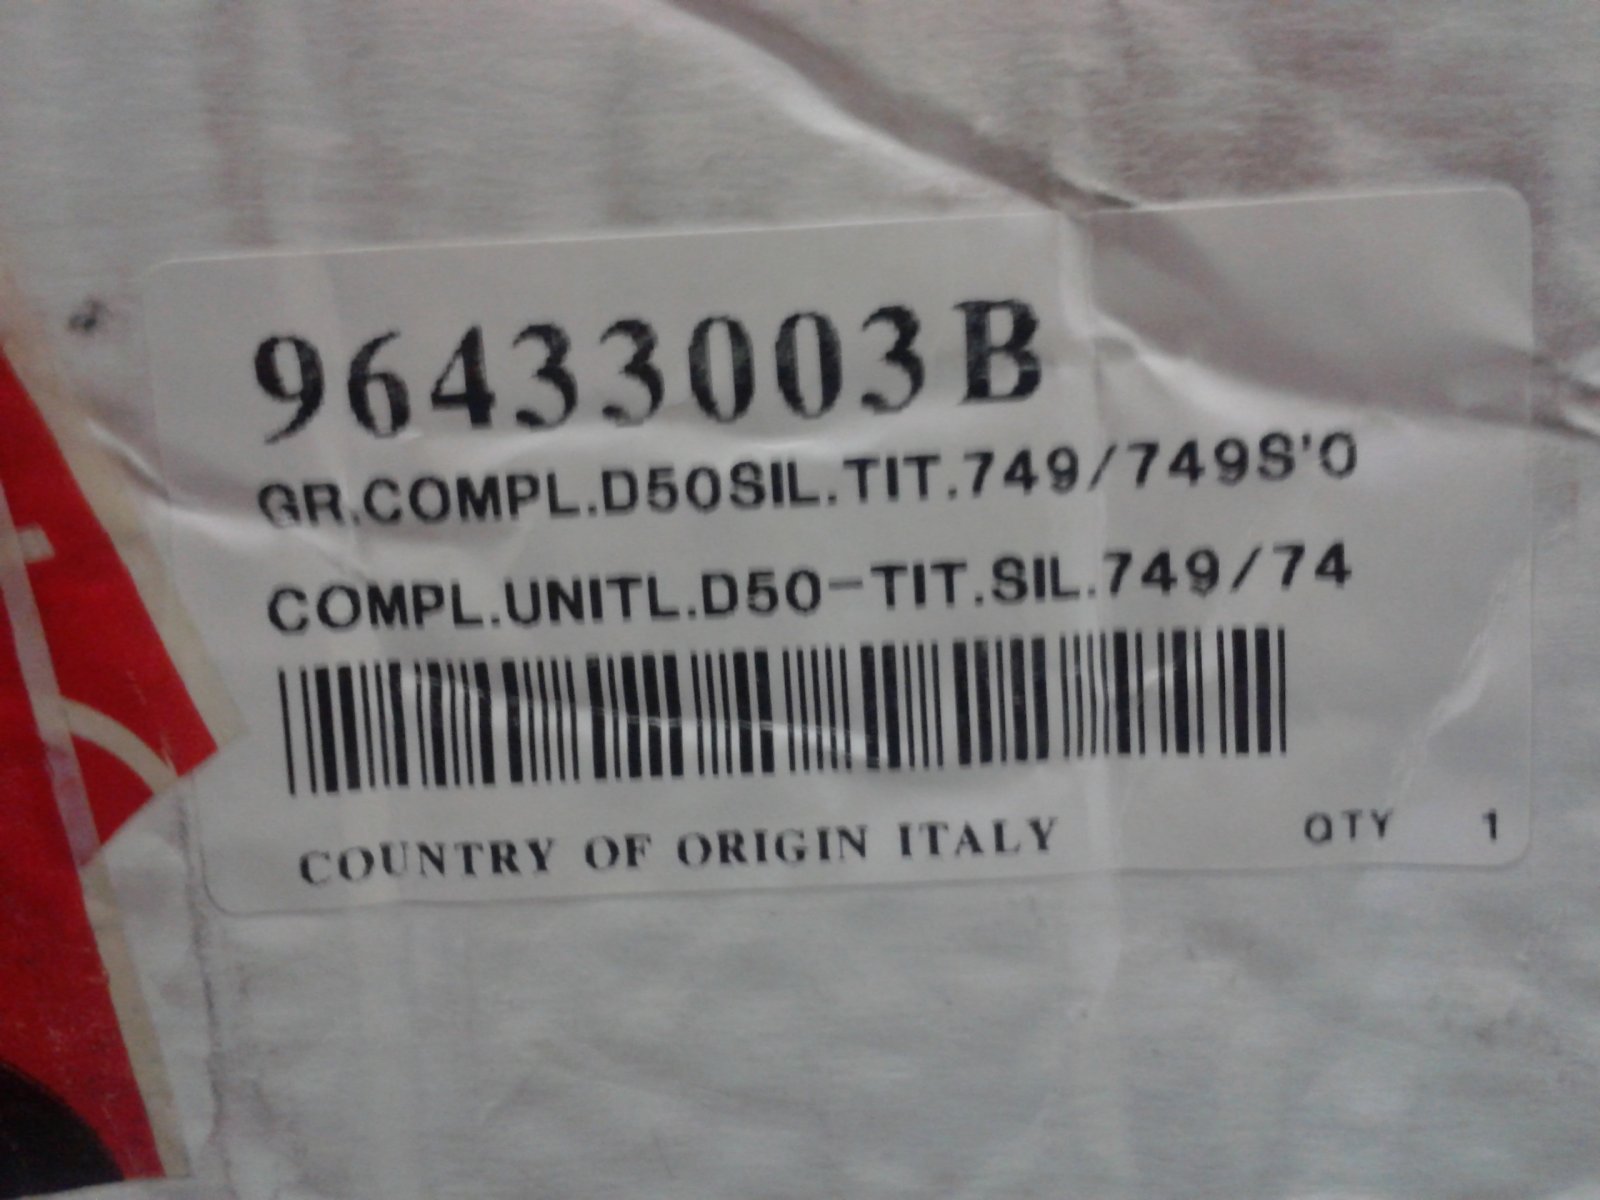 96433003B
GR.COMPL.D50SIL.TIT.749/749S'0
COMPL.UNITL.D50-TIT.SIL.749/74
COUNTRY OF ORIGIN ITALY QTY 1